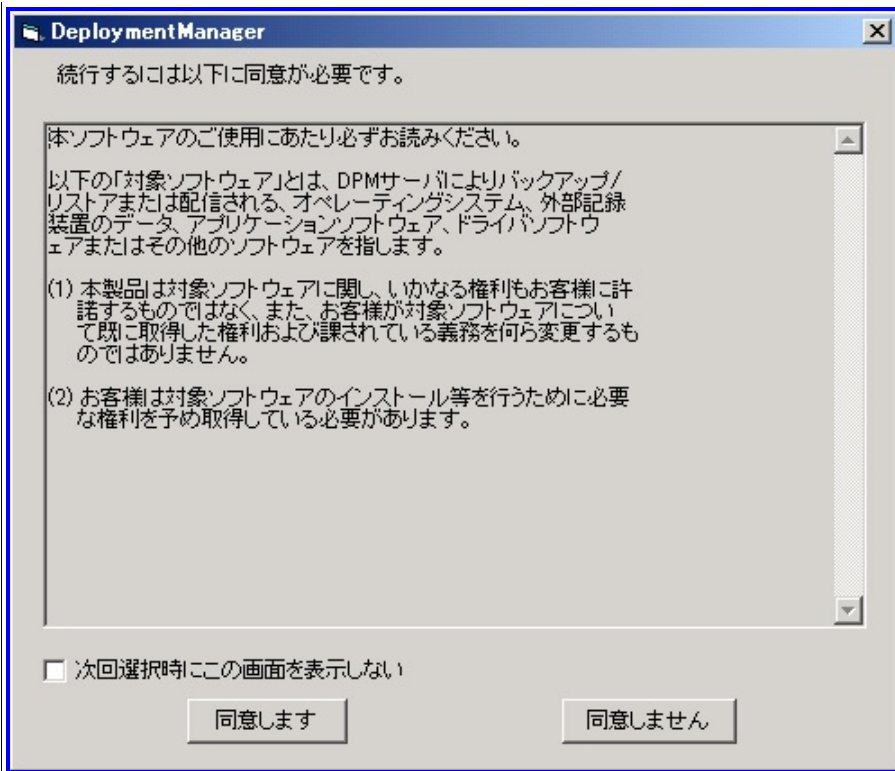 DeploymentManager
続行するには以下に同意が必要です。
本ソフトウェアのご使用にあたり必ずお読みください。
以下の「対象ソフトウェア」とは、DPMサーバによりバックアップ/
リストアまたは配信される、オペレーティングシステム、外部記録
装置のデータ、アプリケーションソフトウェア、ドライバソフトウ
ェアまたはその他のソフトウェアを指します。
(1) 本製品は対象ソフトウェアに関し、いかなる権利もお客様に許
諾するものではなく、また、お客様が対象ソフトウェアについ
て既に取得した権利および課されている義務を何ら変更するも
のではありません。
(2) お客様は対象ソフトウェアのインストール等を行うために必要
な権利を予め取得している必要があります。
次回選択時にこの画面を表示しない
同意します
同意しません